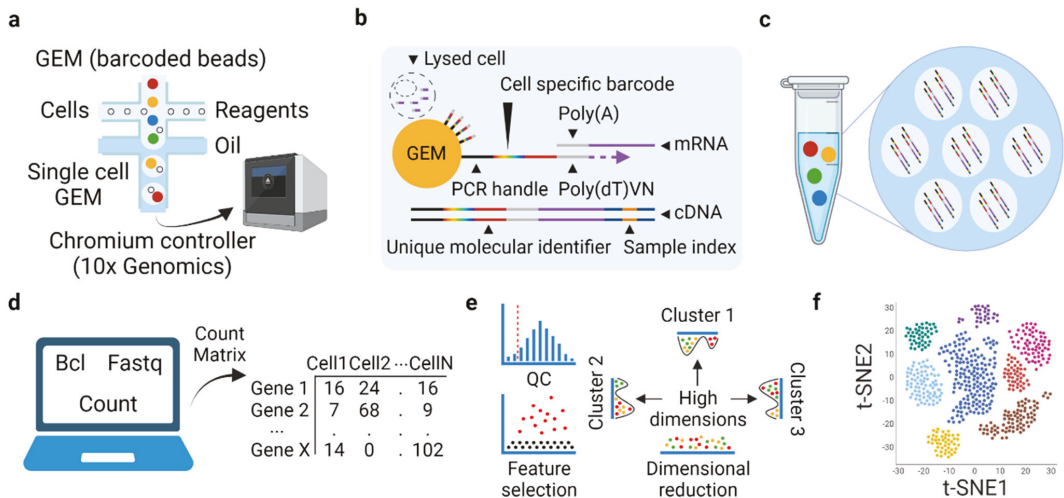 a
GEM (barcoded beads)
Cells
Reagents
Oil
Single cell
GEM
Chromium controller
(10x Genomics)
b
▼ Lysed cell
Cell specific barcode
Poly(A)
GEM
◄ mRNA
PCR handle
Poly(dT)VN
◄ cDNA
Unique molecular identifier
Sample index
c
d
Bcl Fastq
Count
Count
Matrix
Cell1 Cell2 ...CellN
Gene 1 16 24 . 16
Gene 2 7 68 . 9
... . . . .
Gene X 14 0 . 102
e
QC
Feature
selection
Cluster 1
Cluster 2
High
dimensions
Cluster 3
Dimensional
reduction
f
t-SNE2
30
20
10
0
-10
-20
-30
-30 -20 -10 0 10 20 30
t-SNE1